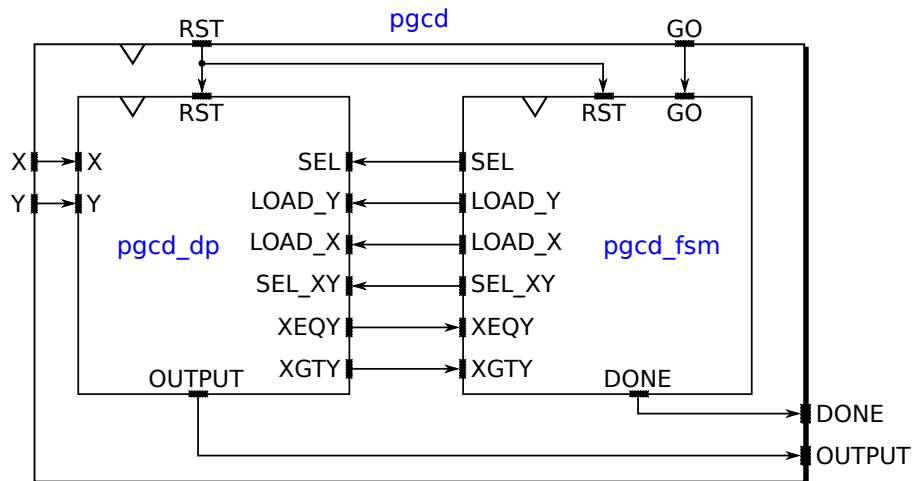 pgcd
RST GO
RST
RST GO
X X
Y Y
SEL SEL
LOAD_Y LOAD_Y
LOAD_X LOAD_X
pgcd_dp pgcd_fsm
SEL_XY SEL_XY
XEQY XEQY
XGTY XGTY
OUTPUT DONE
DONE
OUTPUT